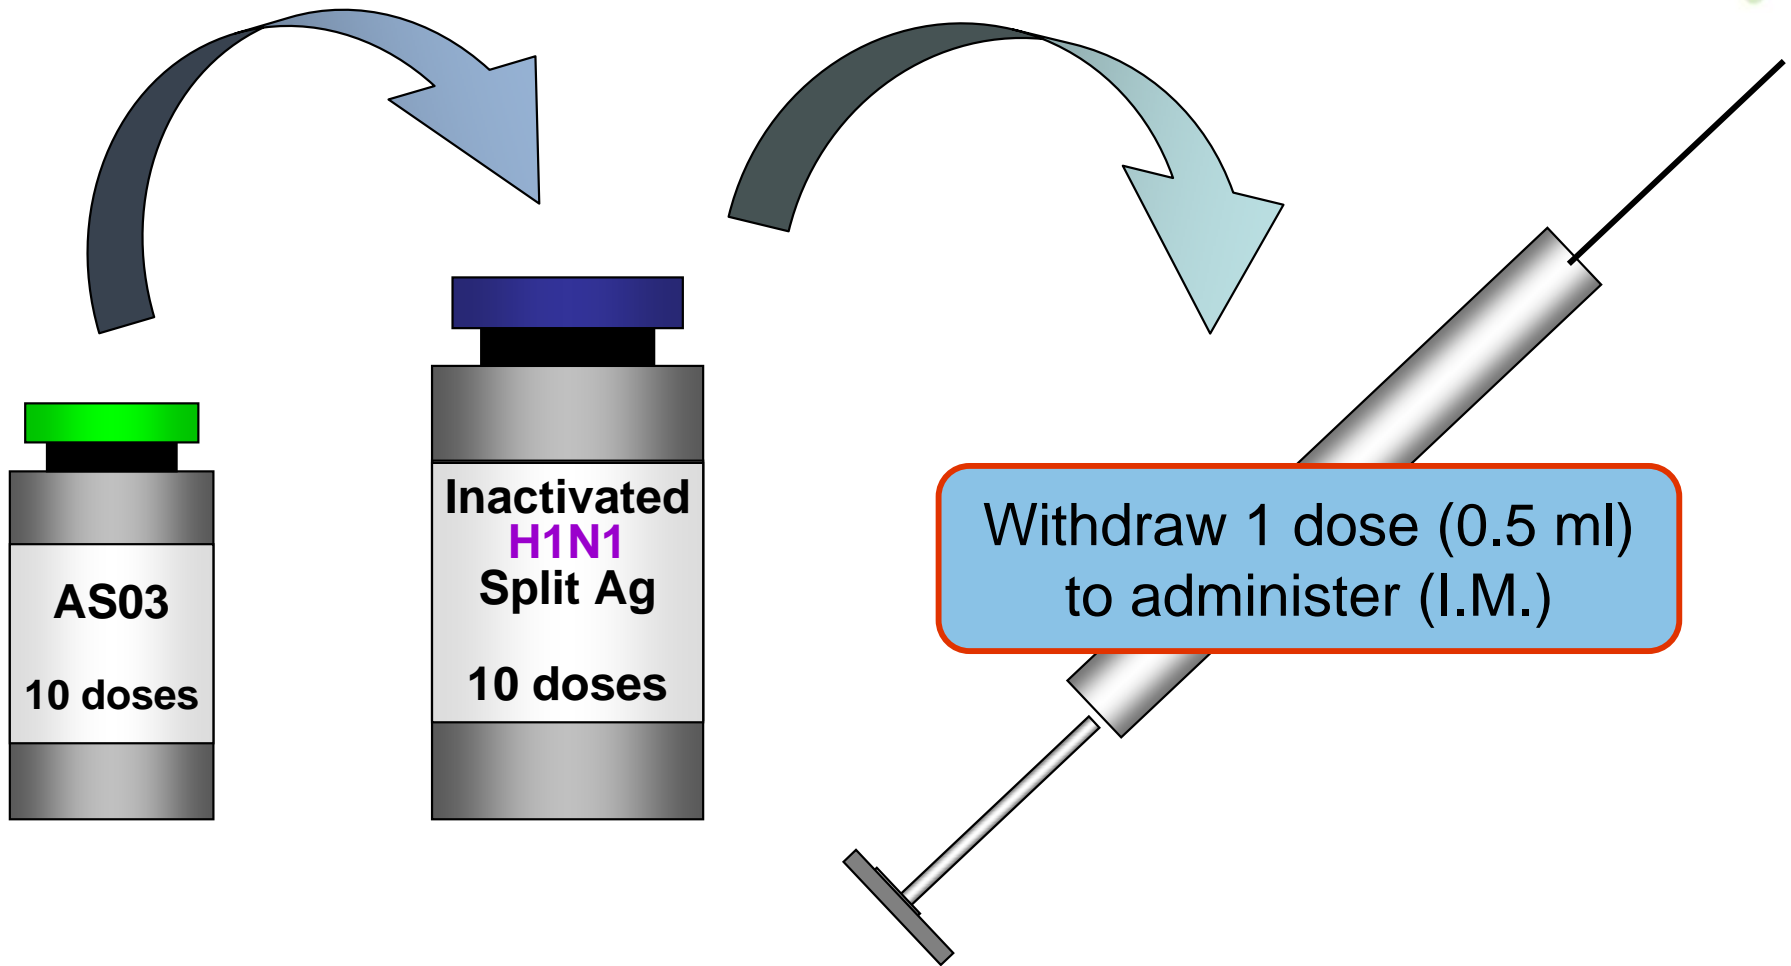 AS03
10 doses
Inactivated
H1N1
Split Ag
10 doses
Withdraw 1 dose (0.5 ml)
to administer (I.M.)